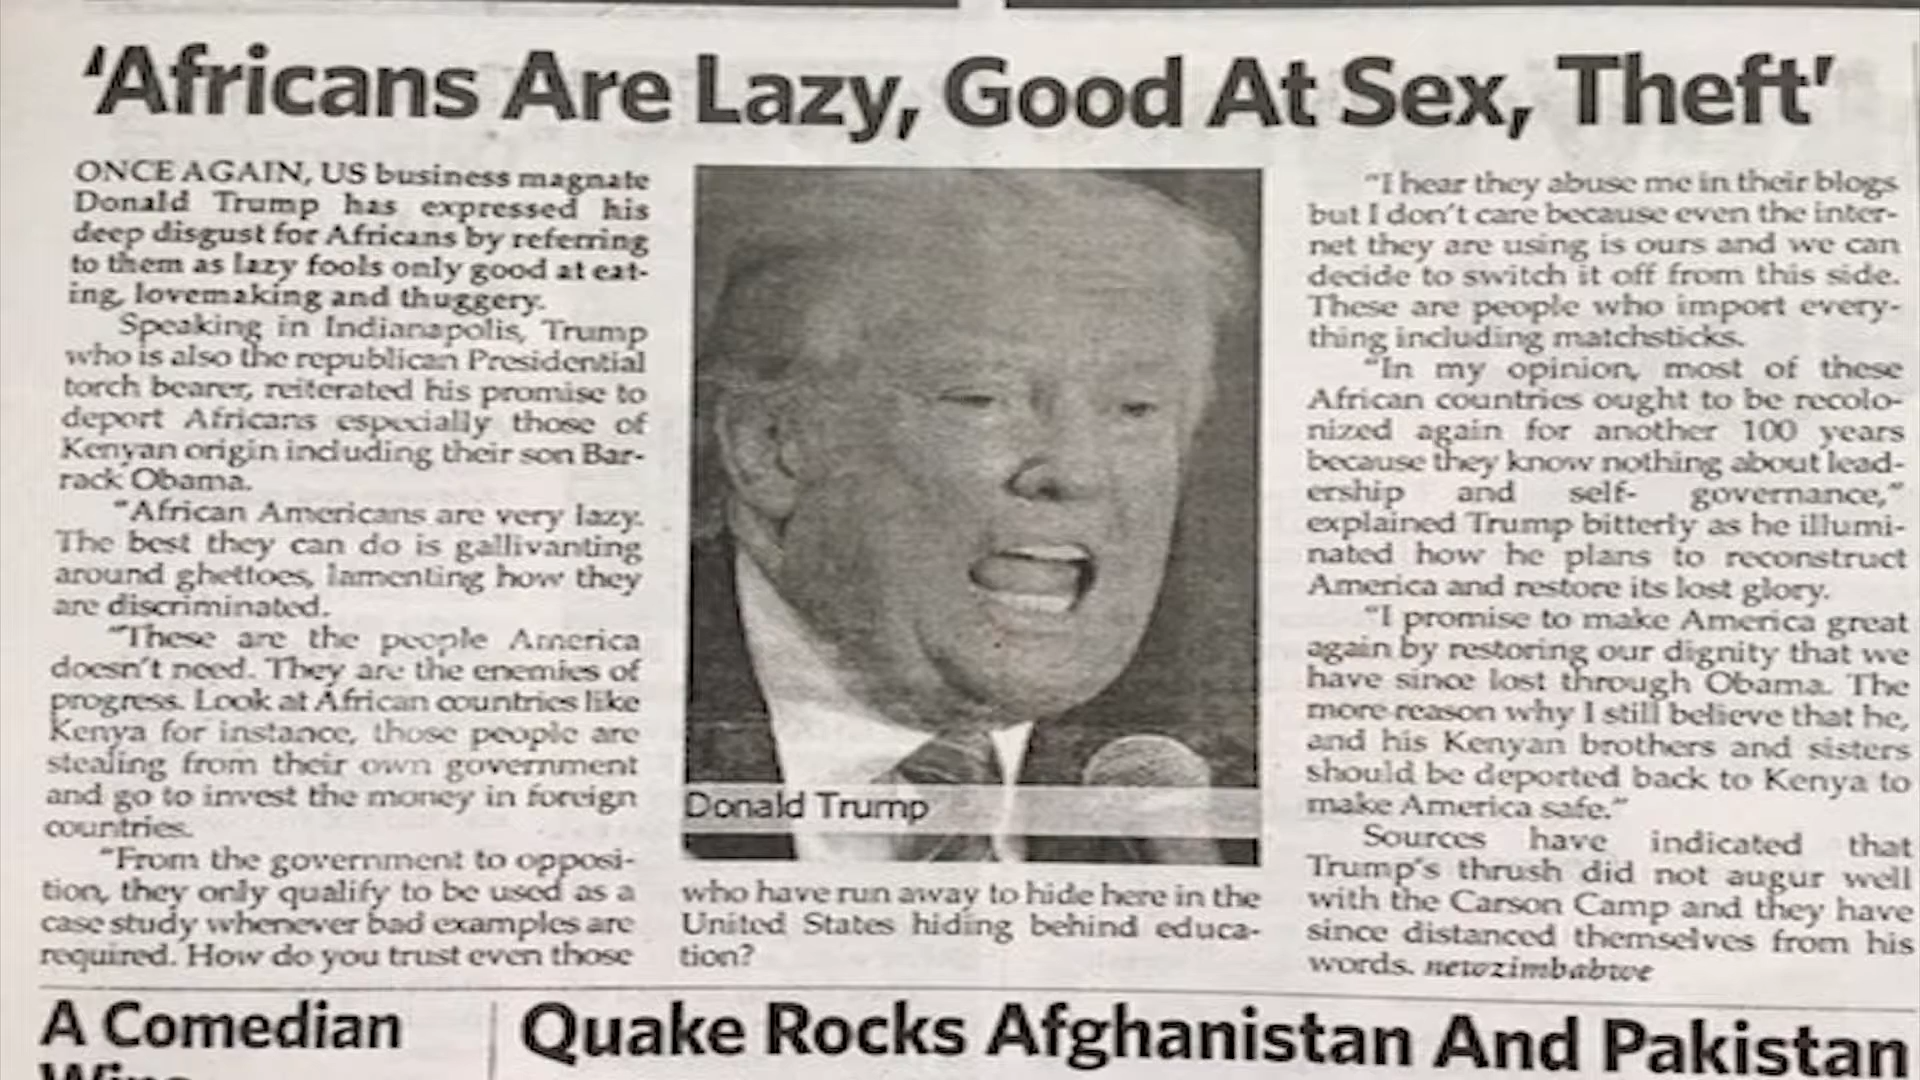 'Africans Are Lazy, Good At Sex, Theft'
ONCE AGAIN, US business magnate
Donald Trump has expressed his
deep disgust for Africans by referring
to them as lazy fools only good at eat-
ing, lovemaking and thuggery.
Speaking in Indianapolis, Trump
who is also the republican Presidential
torch bearer, reiterated his promise to
deport Africans especially those of
Kenyan origin including their son Bar-
rack Obama.
"African Americans are very lazy.
The best they can do is gallivanting
around ghettoes, lamenting how they
are discriminated.
"These are the people America
doesn't need. They are the enemies of
progress. Look at African countries like
Kenya for instance, those people are
stealing from their own government
and go to invest the money in foreign
countries.
"From the government to opposi-
tion, they only qualify to be used as a
case study whenever bad examples are
required. How do you trust even those
Donald Trump
who have run away to hide here in the
United States hiding behind educa-
tion?
"I hear they abuse me in their blogs
but I don't care because even the inter-
net they are using is ours and we can
decide to switch it off from this side.
These are people who import every-
thing including matchsticks.
"In my opinion, most of these
African countries ought to be recolo-
nized again for another 100 years
because they know nothing about lead-
ership and self- governance,"
explained Trump bitterly as he illumi-
nated how he plans to reconstruct
America and restore its lost glory.
"I promise to make America great
again by restoring our dignity that we
have since lost through Obama. The
more reason why I still believe that he,
and his Kenyan brothers and sisters
should be deported back to Kenya to
make America safe."
Sources have indicated that
Trump's thrush did not augur well
with the Carson Camp and they have
since distanced themselves from his
words. newzimbabwe
A Comedian
Quake Rocks Afghanistan And Pakistan